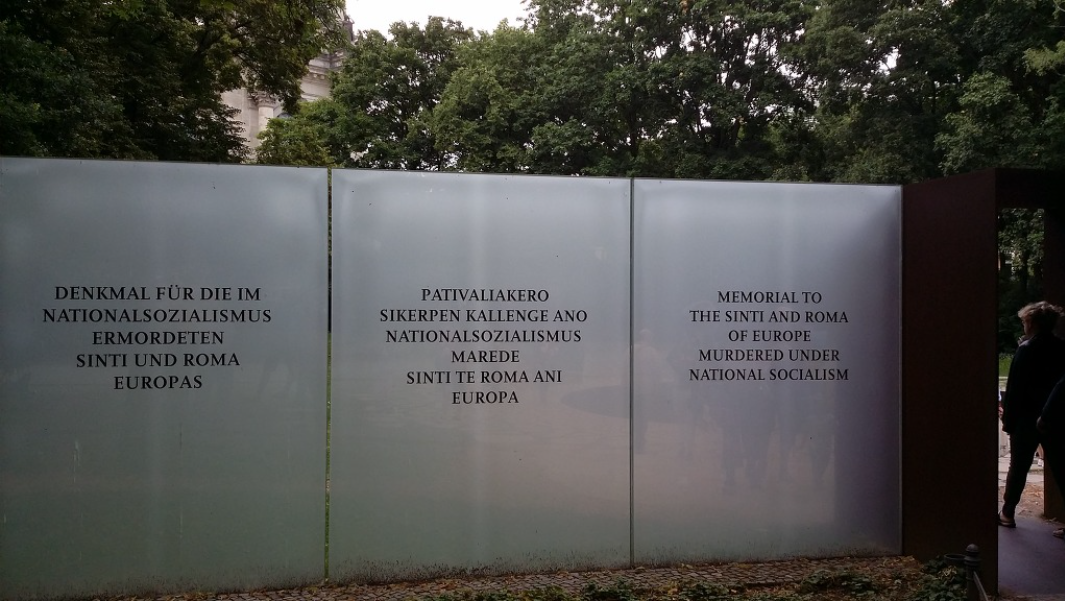 DENKMAL FÜR DIE IM
NATIONALSOZIALISMUS
ERMORDETEN
SINTI UND ROMA
EUROPAS
PATIVALIAKERO
SIKERPEN KALLENGE ANO
NATIONALSOZIALISMUS
MAREDE
SINTI TE ROMA ANI
EUROPA
MEMORIAL TO
THE SINTI AND ROMA
OF EUROPE
MURDERED UNDER
NATIONAL SOCIALISM